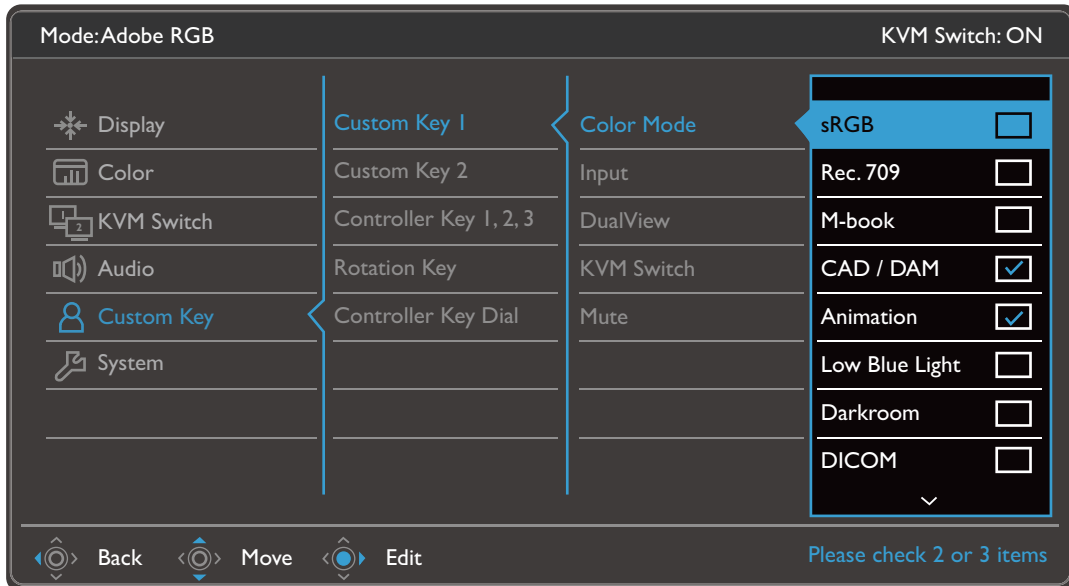 Mode: Adobe RGB
KVM Switch: ON
Display
Color
1 2 KVM Switch
Audio
Custom Key
System
Custom Key 1
Custom Key 2
Controller Key 1, 2, 3
Rotation Key
Controller Key Dial
Color Mode
Input
DualView
KVM Switch
Mute
sRGB
Rec. 709
M-book
CAD / DAM
Animation
Low Blue Light
Darkroom
DICOM
Back
Move
Edit
Please check 2 or 3 items